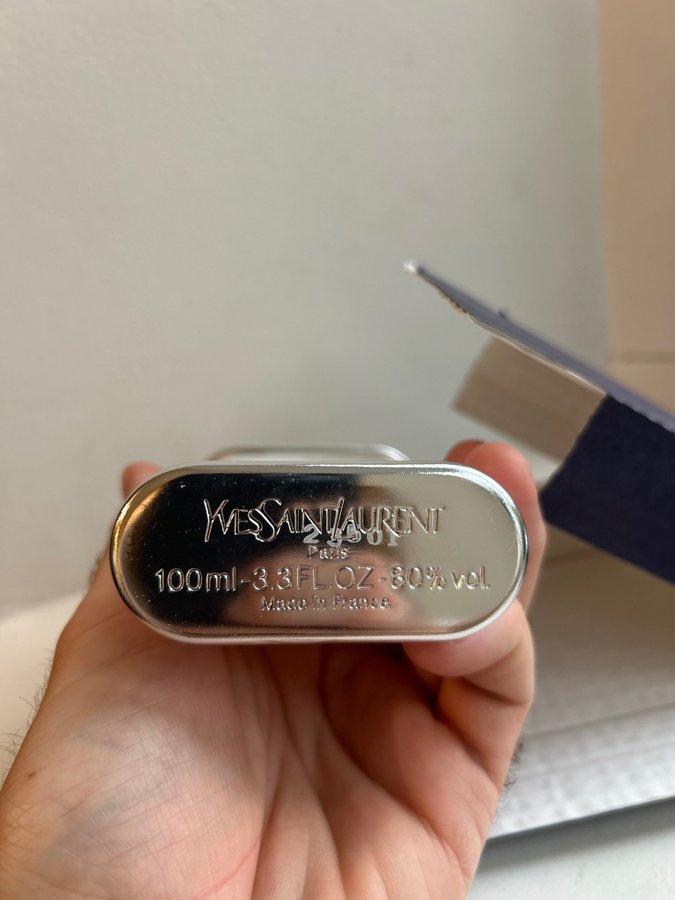 YVESSAINTLAURENT
Paris
100ml-3.3FL.OZ-80% vol.
Made in France.